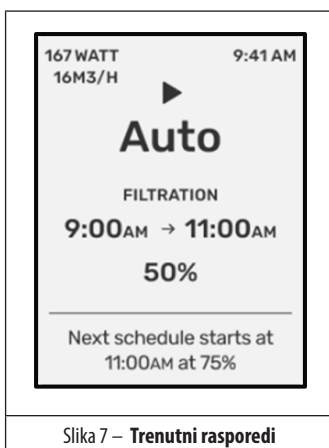 167 WATT 9:41 AM
16M3/H
Auto
FILTRATION
9:00AM → 11:00AM
50%
Next schedule starts at
11:00AM at 75%
Slika 7 – Trenutni rasporedi